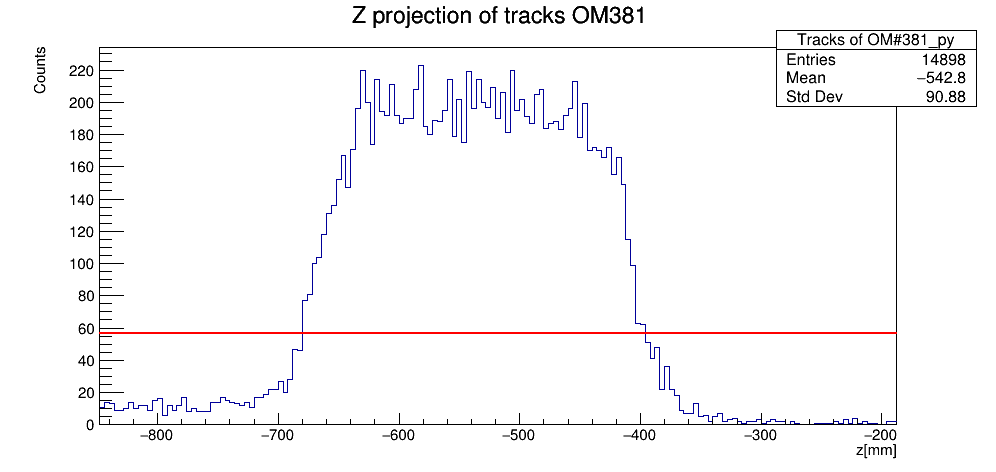 Z projection of tracks OM381
Tracks of OM#381_py
Entries 14898
Mean −542.8
Std Dev 90.88
Counts
220
200
180
160
140
120
100
80
60
40
20
0
−800 −700 −600 −500 −400 −300 −200
z[mm]